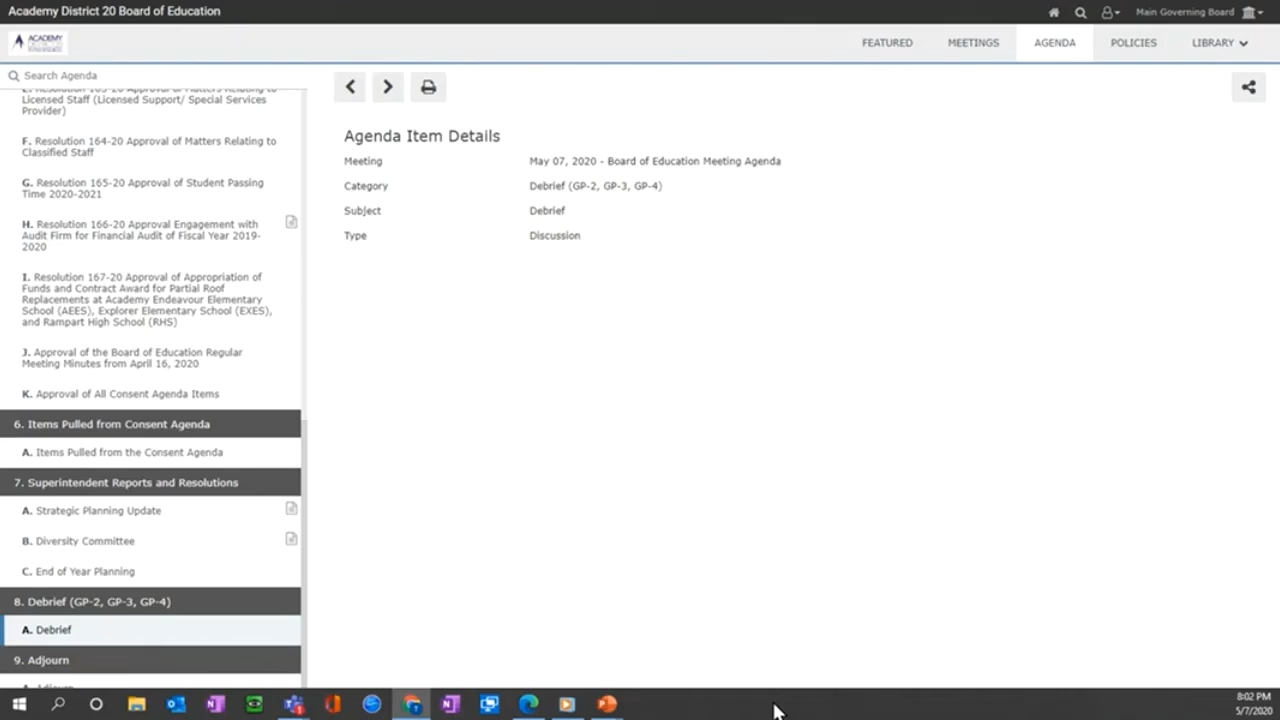 Academy District 20 Board of Education
Main Governing Board
ACADEMY
FEATURED
MEETINGS
AGENDA
POLICIES
LIBRARY
Search Agenda
Licensed Staff (Licensed Support/ Special Services
Provider)
F. Resolution 164-20 Approval of Matters Relating to
Classified Staff
G. Resolution 165-20 Approval of Student Passing
Time 2020-2021
H. Resolution 166-20 Approval Engagement with
Audit Firm for Financial Audit of Fiscal Year 2019-
2020
I. Resolution 167-20 Approval of Appropriation of
Funds and Contract Award for Partial Roof
Replacements at Academy Endeavour Elementary
School (AEES), Explorer Elementary School (EXES),
and Rampart High School (RHS)
J. Approval of the Board of Education Regular
Meeting Minutes from April 16, 2020
K. Approval of All Consent Agenda Items
6. Items Pulled from Consent Agenda
A. Items Pulled from the Consent Agenda
7. Superintendent Reports and Resolutions
A. Strategic Planning Update
B. Diversity Committee
C. End of Year Planning
8. Debrief (GP-2, GP-3, GP-4)
A. Debrief
9. Adjourn
Agenda Item Details
Meeting May 07, 2020 - Board of Education Meeting Agenda
Category Debrief (GP-2, GP-3, GP-4)
Subject Debrief
Type Discussion
8:02 PM
5/7/2020